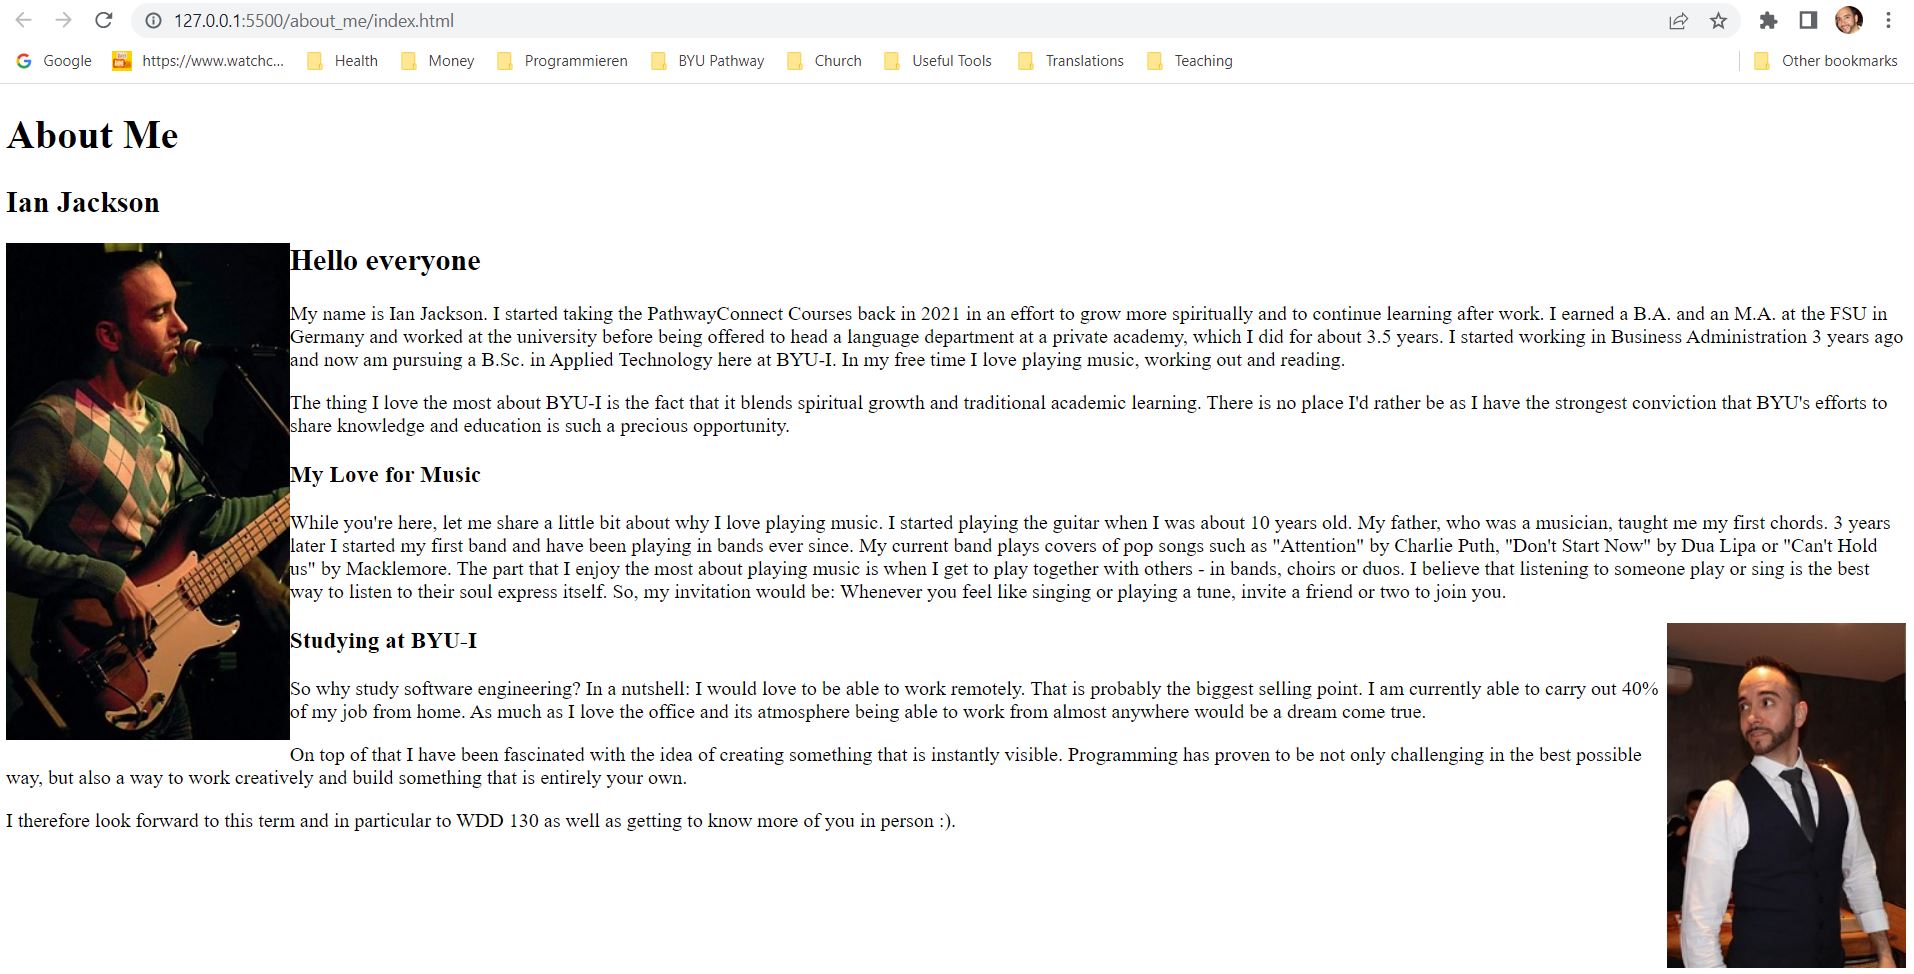 127.0.0.1:5500/about_me/index.html
Google https://www.watchc... Health Money Programmieren BYU Pathway Church Useful Tools Translations Teaching Other bookmarks
About Me
Ian Jackson
Hello everyone
My name is Ian Jackson. I started taking the PathwayConnect Courses back in 2021 in an effort to grow more spiritually and to continue learning after work. I earned a B.A. and an M.A. at the FSU in
Germany and worked at the university before being offered to head a language department at a private academy, which I did for about 3.5 years. I started working in Business Administration 3 years ago
and now am pursuing a B.Sc. in Applied Technology here at BYU-I. In my free time I love playing music, working out and reading.
The thing I love the most about BYU-I is the fact that it blends spiritual growth and traditional academic learning. There is no place I'd rather be as I have the strongest conviction that BYU's efforts to
share knowledge and education is such a precious opportunity.
My Love for Music
While you're here, let me share a little bit about why I love playing music. I started playing the guitar when I was about 10 years old. My father, who was a musician, taught me my first chords. 3 years
later I started my first band and have been playing in bands ever since. My current band plays covers of pop songs such as "Attention" by Charlie Puth, "Don't Start Now" by Dua Lipa or "Can't Hold
us" by Macklemore. The part that I enjoy the most about playing music is when I get to play together with others - in bands, choirs or duos. I believe that listening to someone play or sing is the best
way to listen to their soul express itself. So, my invitation would be: Whenever you feel like singing or playing a tune, invite a friend or two to join you.
Studying at BYU-I
So why study software engineering? In a nutshell: I would love to be able to work remotely. That is probably the biggest selling point. I am currently able to carry out 40%
of my job from home. As much as I love the office and its atmosphere being able to work from almost anywhere would be a dream come true.
On top of that I have been fascinated with the idea of creating something that is instantly visible. Programming has proven to be not only challenging in the best possible
way, but also a way to work creatively and build something that is entirely your own.
I therefore look forward to this term and in particular to WDD 130 as well as getting to know more of you in person :).